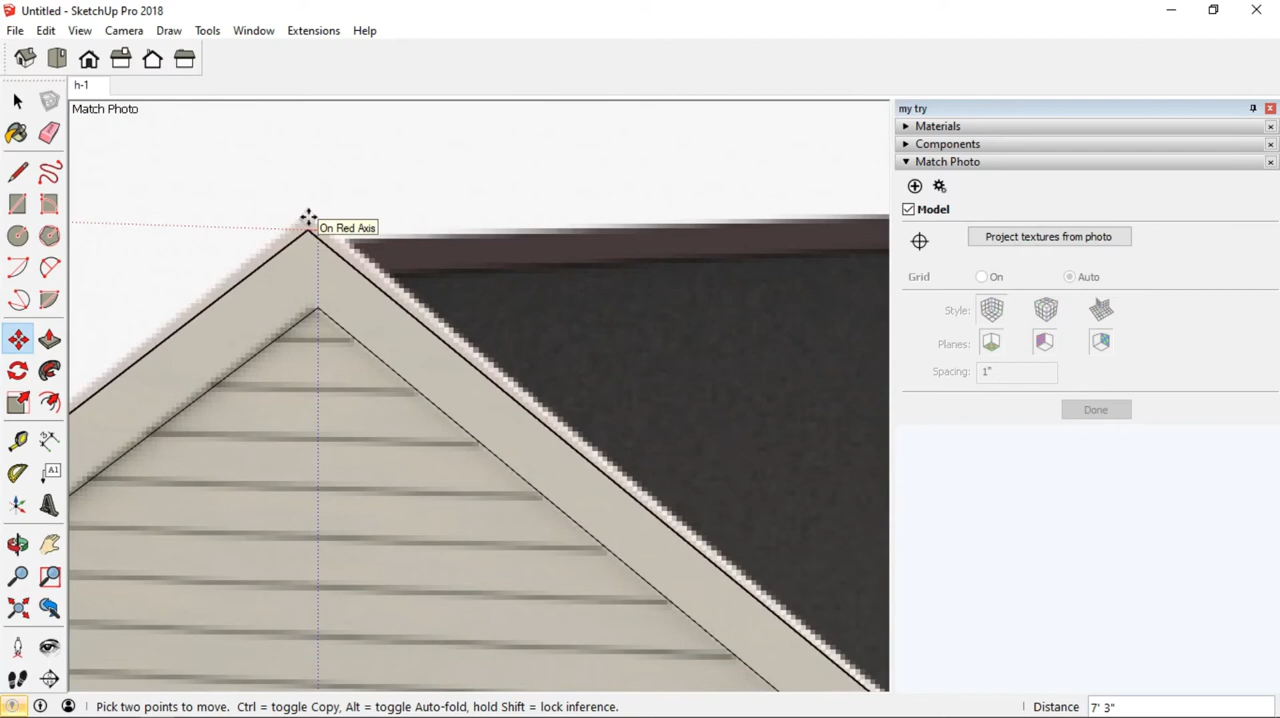 Untitled - SketchUp Pro 2018
File Edit View Camera Draw Tools Window Extensions Help
h-1
Match Photo
On Red Axis
my try
Materials
Components
Match Photo
Model
Project textures from photo
Grid On Auto
Style:
Planes:
Spacing: 1"
Done
A1
Pick two points to move. Ctrl = toggle Copy, Alt = toggle Auto-fold, hold Shift = lock inference.
Distance 7' 3"